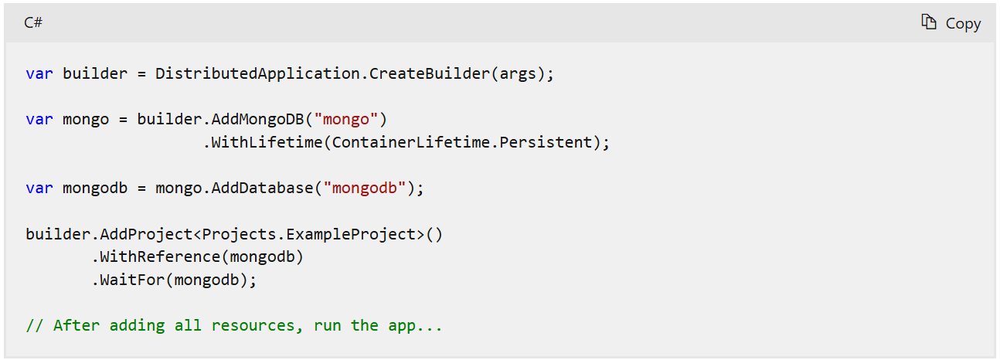 C#
Copy
var builder = DistributedApplication.CreateBuilder(args);
var mongo = builder.AddMongoDB("mongo")
.WithLifetime(ContainerLifetime.Persistent);
var mongodb = mongo.AddDatabase("mongodb");
builder.AddProject<Projects.ExampleProject>()
.WithReference(mongodb)
.WaitFor(mongodb);
// After adding all resources, run the app...